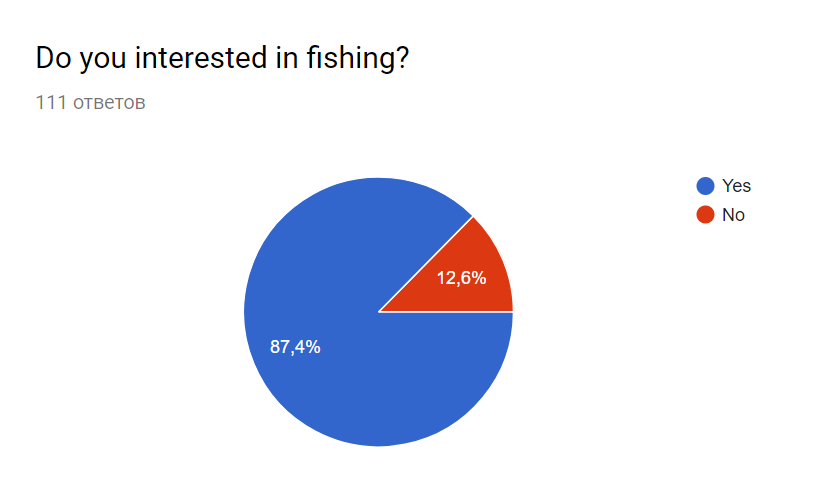 Do you interested in fishing?
111 ответов
Yes
No
12,6%
87,4%